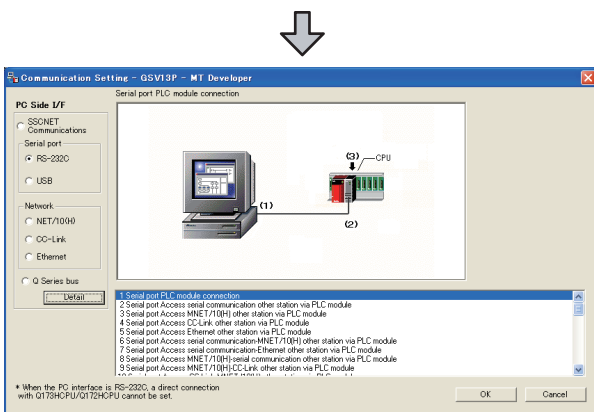 Communication Setting - GSV13P - MT Developer
Serial port PLC module connection
PC Side I/F
SSCNET
Communications
Serial port
RS-232C
USB
Network
NET/10(H)
CC-Link
Ethernet
Q Series bus
Detail
(3)
CPU
(1)
(2)
1 Serial port PLC module connection
2 Serial port Access serial communication other station via PLC module
3 Serial port Access MNET/10(H) other station via PLC module
4 Serial port Access CC-Link other station via PLC module
5 Serial port Access Ethernet other station via PLC module
6 Serial port Access serial communication-MNET/10(H) other station via PLC module
7 Serial port Access serial communication-Ethernet other station via PLC module
8 Serial port Access MNET/10(H)-serial communication other station via PLC module
9 Serial port Access MNET/10(H)-CC-Link other station via PLC module
* When the PC interface is RS-232C, a direct connection
with Q173HCPU/Q172HCPU cannot be set.
OK
Cancel